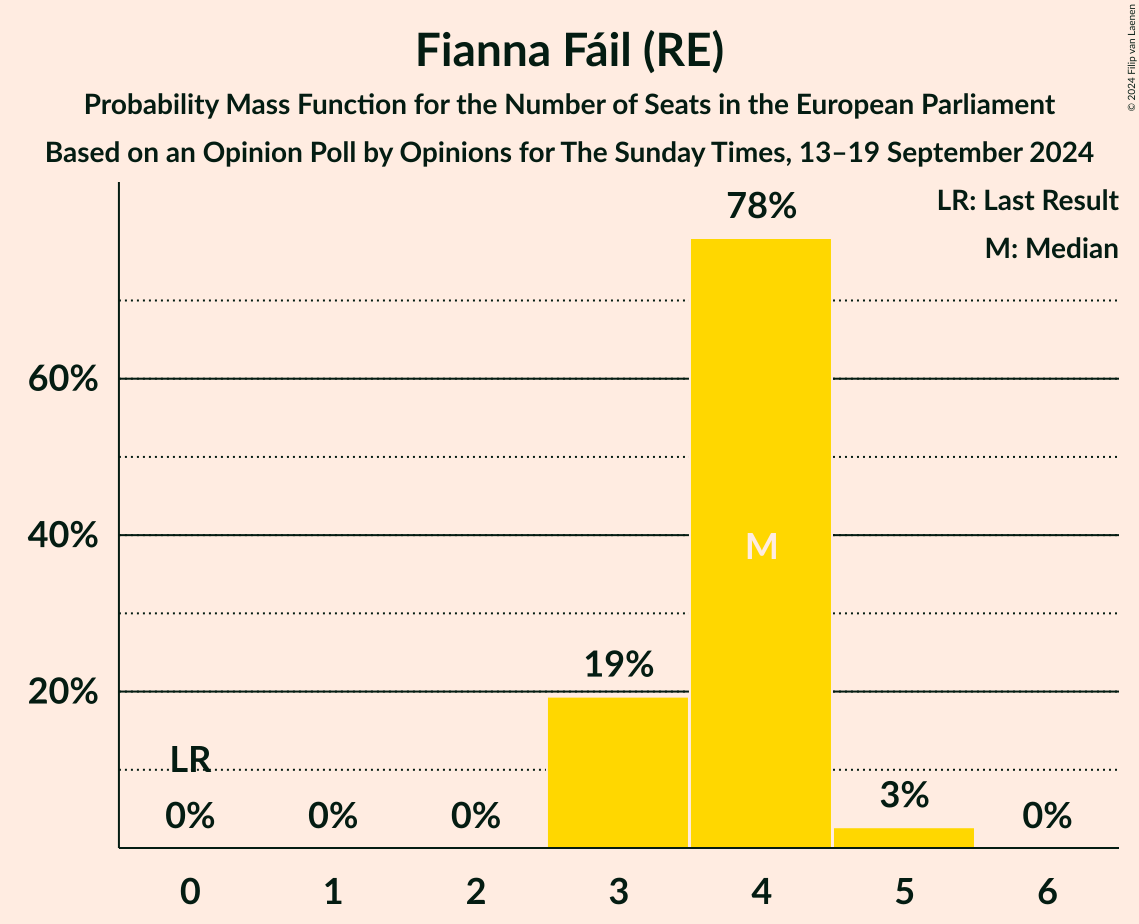 Fianna Fáil (RE)
Probability Mass Function for the Number of Seats in the European Parliament
Based on an Opinion Poll by Opinions for The Sunday Times, 13–19 September 2024
© 2024 Filip van Laenen
LR: Last Result
M: Median
78%
60%
40%
M
19%
20%
LR
3%
0%
0%
0%
0%
0
1
2
3
4
5
6